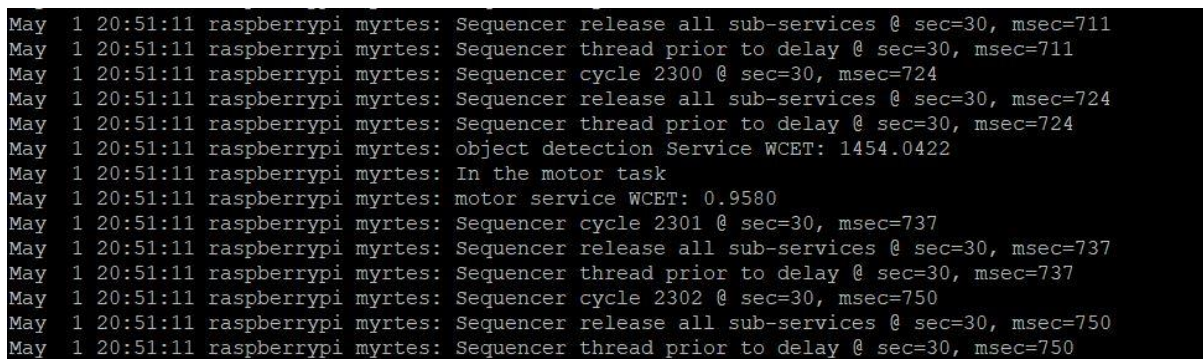 May  1 20:51:11 raspberrypi myrtes: Sequencer release all sub-services @ sec=30, msec=711
May  1 20:51:11 raspberrypi myrtes: Sequencer thread prior to delay @ sec=30, msec=711
May  1 20:51:11 raspberrypi myrtes: Sequencer cycle 2300 @ sec=30, msec=724
May  1 20:51:11 raspberrypi myrtes: Sequencer release all sub-services @ sec=30, msec=724
May  1 20:51:11 raspberrypi myrtes: Sequencer thread prior to delay @ sec=30, msec=724
May  1 20:51:11 raspberrypi myrtes: object detection Service WCET: 1454.0422
May  1 20:51:11 raspberrypi myrtes: In the motor task
May  1 20:51:11 raspberrypi myrtes: motor service WCET: 0.9580
May  1 20:51:11 raspberrypi myrtes: Sequencer cycle 2301 @ sec=30, msec=737
May  1 20:51:11 raspberrypi myrtes: Sequencer release all sub-services @ sec=30, msec=737
May  1 20:51:11 raspberrypi myrtes: Sequencer thread prior to delay @ sec=30, msec=737
May  1 20:51:11 raspberrypi myrtes: Sequencer cycle 2302 @ sec=30, msec=750
May  1 20:51:11 raspberrypi myrtes: Sequencer release all sub-services @ sec=30, msec=750
May  1 20:51:11 raspberrypi myrtes: Sequencer thread prior to delay @ sec=30, msec=750